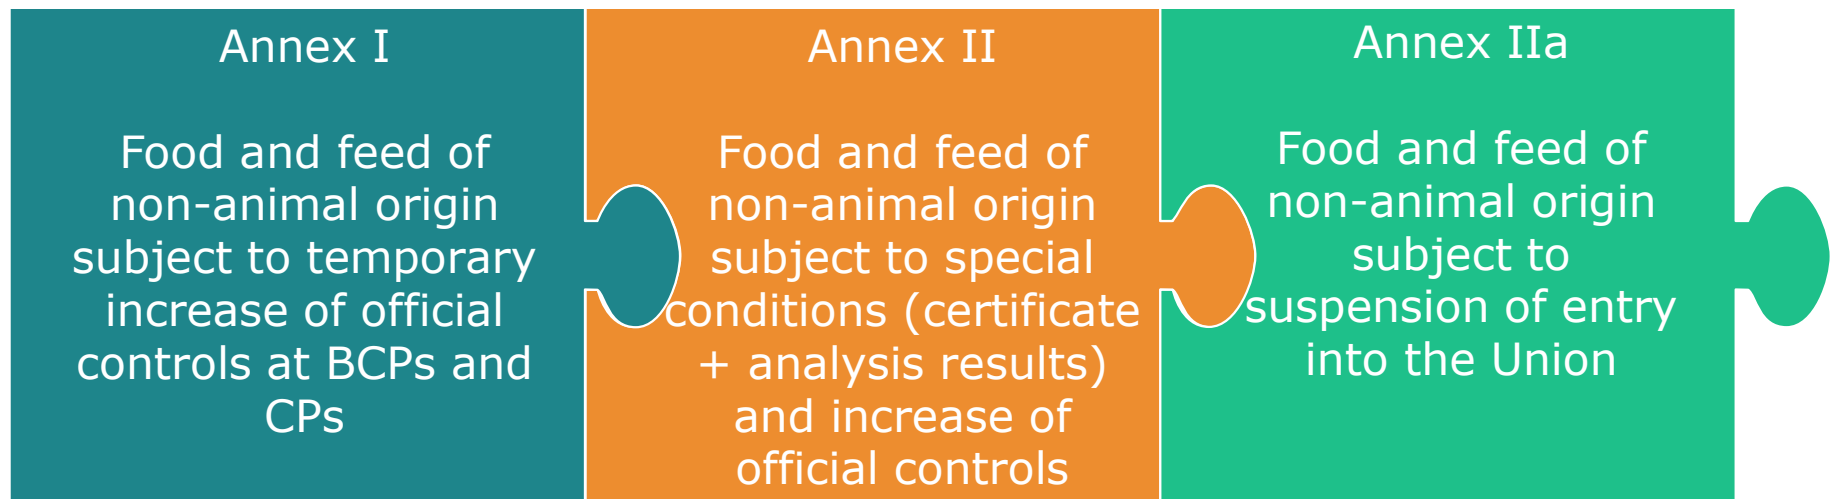 Annex I
Food and feed of
non-animal origin
subject to temporary
increase of official
controls at BCPs and
CPs
Annex II
Food and feed of
non-animal origin
subject to special
conditions (certificate
+ analysis results)
and increase of
official controls
Annex IIa
Food and feed of
non-animal origin
subject to
suspension of entry
into the Union